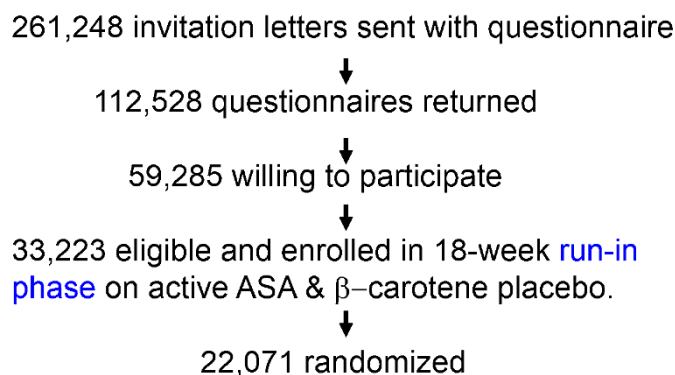 261,248 invitation letters sent with questionnaire
112,528 questionnaires returned
59,285 willing to participate
33,223 eligible and enrolled in 18-week run-in
phase on active ASA & β–carotene placebo.
22,071 randomized